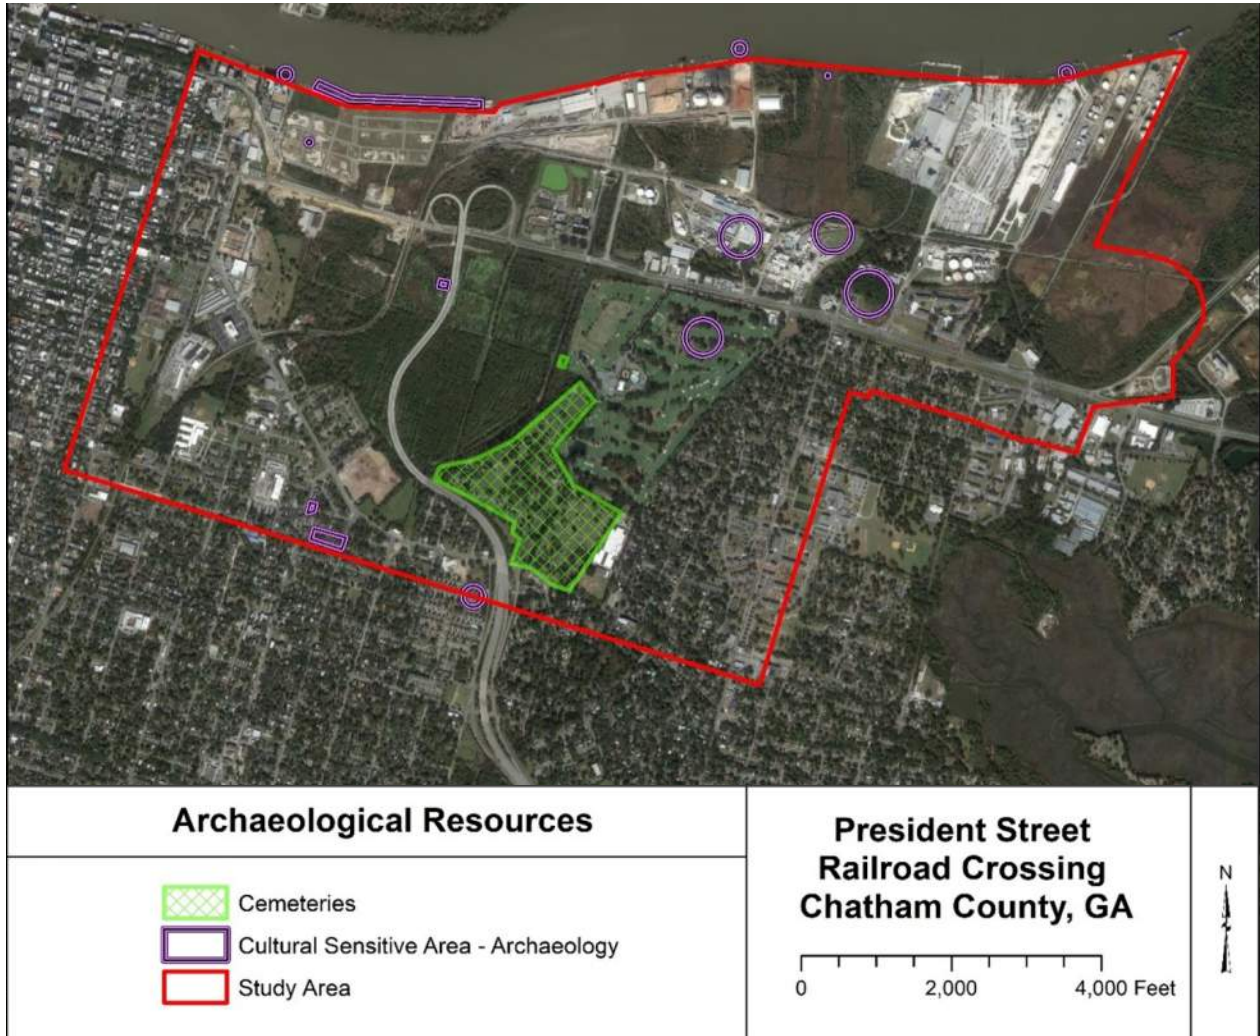 Archaeological Resources
Cemeteries
Cultural Sensitive Area - Archaeology
Study Area
President Street
Railroad Crossing
Chatham County, GA
0 2,000 4,000 Feet
N